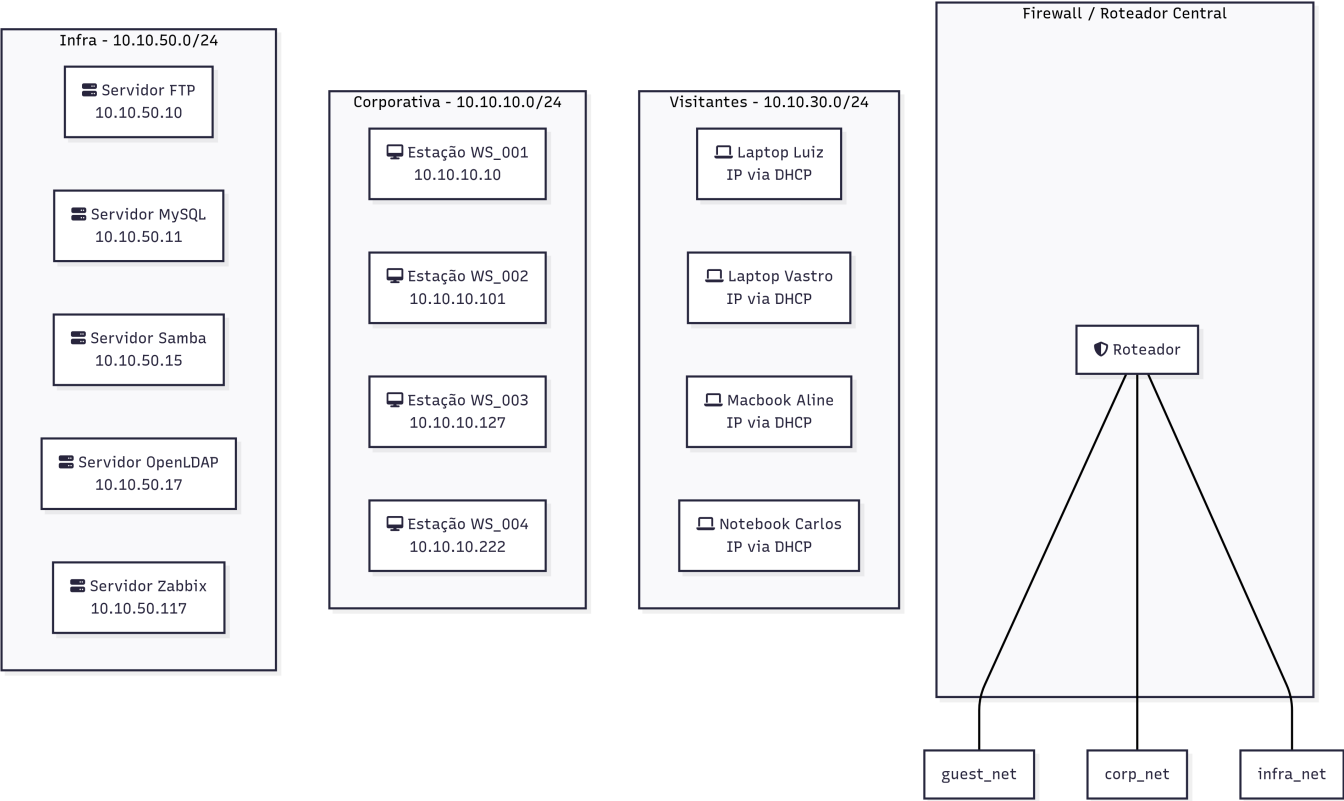 Infra - 10.10.50.0/24
Servidor FTP
10.10.50.10
Servidor MySQL
10.10.50.11
Servidor Samba
10.10.50.15
Servidor OpenLDAP
10.10.50.17
Servidor Zabbix
10.10.50.117
Corporativa - 10.10.10.0/24
Estação WS_001
10.10.10.10
Estação WS_002
10.10.10.101
Estação WS_003
10.10.10.127
Estação WS_004
10.10.10.222
Visitantes - 10.10.30.0/24
Laptop Luiz
IP via DHCP
Laptop Vastro
IP via DHCP
Macbook Aline
IP via DHCP
Notebook Carlos
IP via DHCP
Firewall / Roteador Central
Roteador
guest_net
corp_net
infra_net